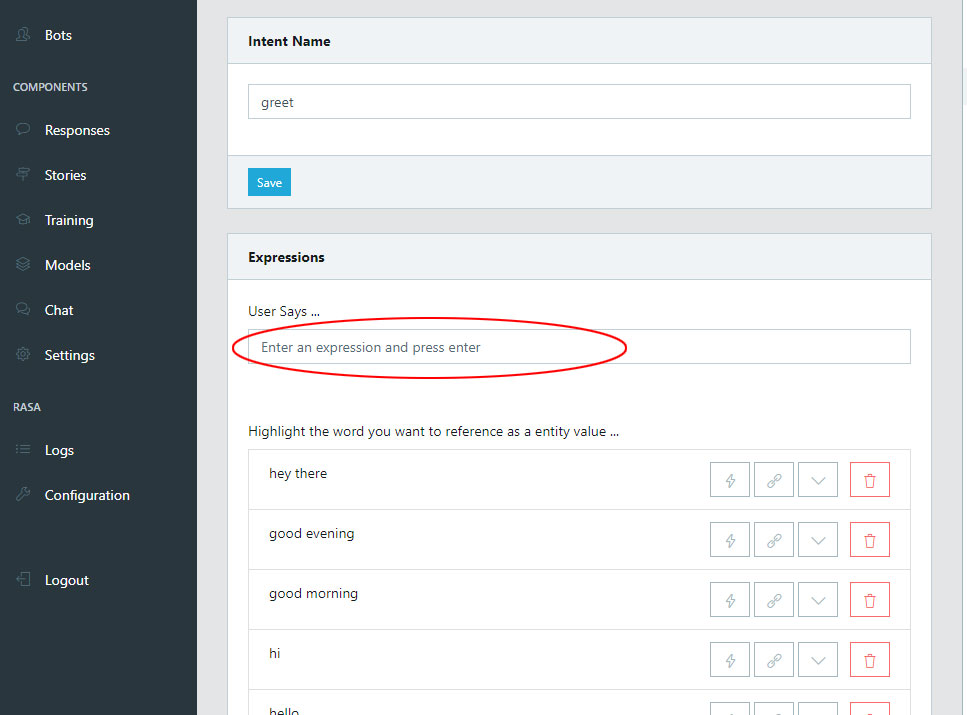 Bots
COMPONENTS
Responses
Stories
Training
Models
Chat
Settings
RASA
Logs
Configuration
Logout
Intent Name
greet
Save
Expressions
User Says ...
Enter an expression and press enter
Highlight the word you want to reference as a entity value ...
hey there
good evening
good morning
hi
hello